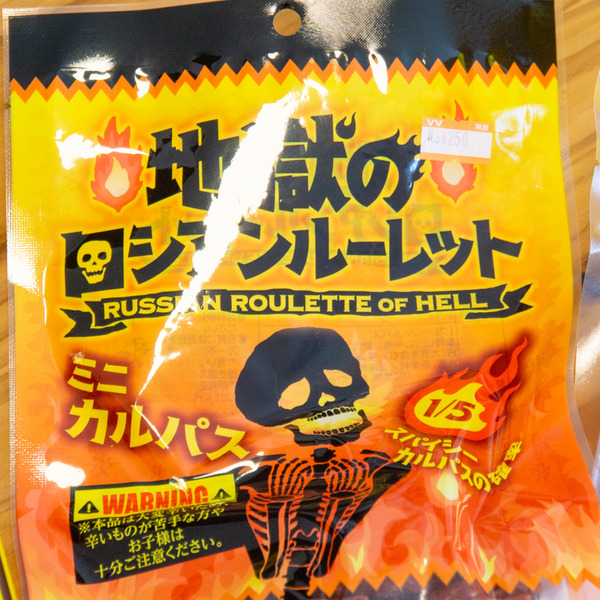 VV
地獄の
ロシアンルーレット
RUSSIAN ROULETTE OF HELL
ミニ
カルパス
1/5
スパイシー
カルパスの確率
WARNING
※本品は大変辛いため
辛いものが苦手な方や
お子様は
十分ご注意ください。